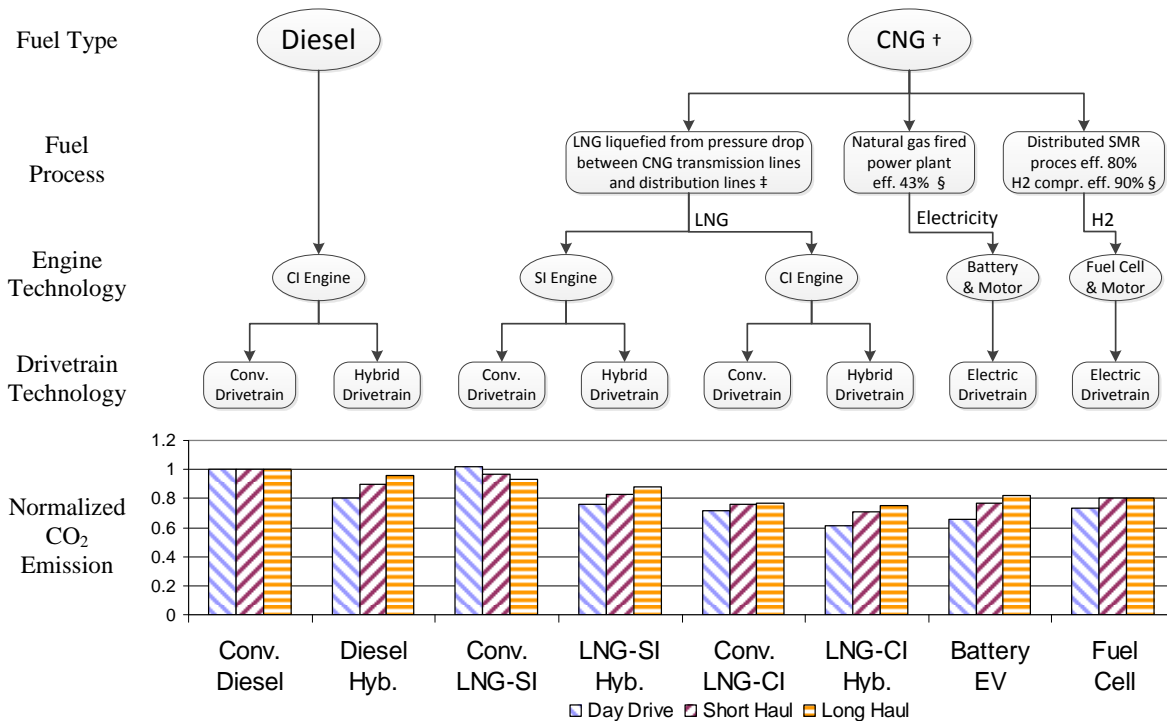 Fuel Type
Diesel
CNG †
Fuel
Process
LNG liquefied from pressure drop
between CNG transmission lines
and distribution lines ‡
Natural gas fired
power plant
eff. 43% §
Distributed SMR
proces eff. 80%
H2 compr. eff. 90% §
LNG
Electricity
H2
Engine
Technology
CI Engine
SI Engine
CI Engine
Battery
& Motor
Fuel Cell
& Motor
Drivetrain
Technology
Conv.
Drivetrain
Hybrid
Drivetrain
Conv.
Drivetrain
Hybrid
Drivetrain
Conv.
Drivetrain
Hybrid
Drivetrain
Electric
Drivetrain
Electric
Drivetrain
Normalized
CO₂
Emission
1.2
1
0.8
0.6
0.4
0.2
0
Conv.
Diesel
Diesel
Hyb.
Conv.
LNG-SI
LNG-SI
Hyb.
Conv.
LNG-CI
LNG-CI
Hyb.
Battery
EV
Fuel
Cell
Day Drive
Short Haul
Long Haul